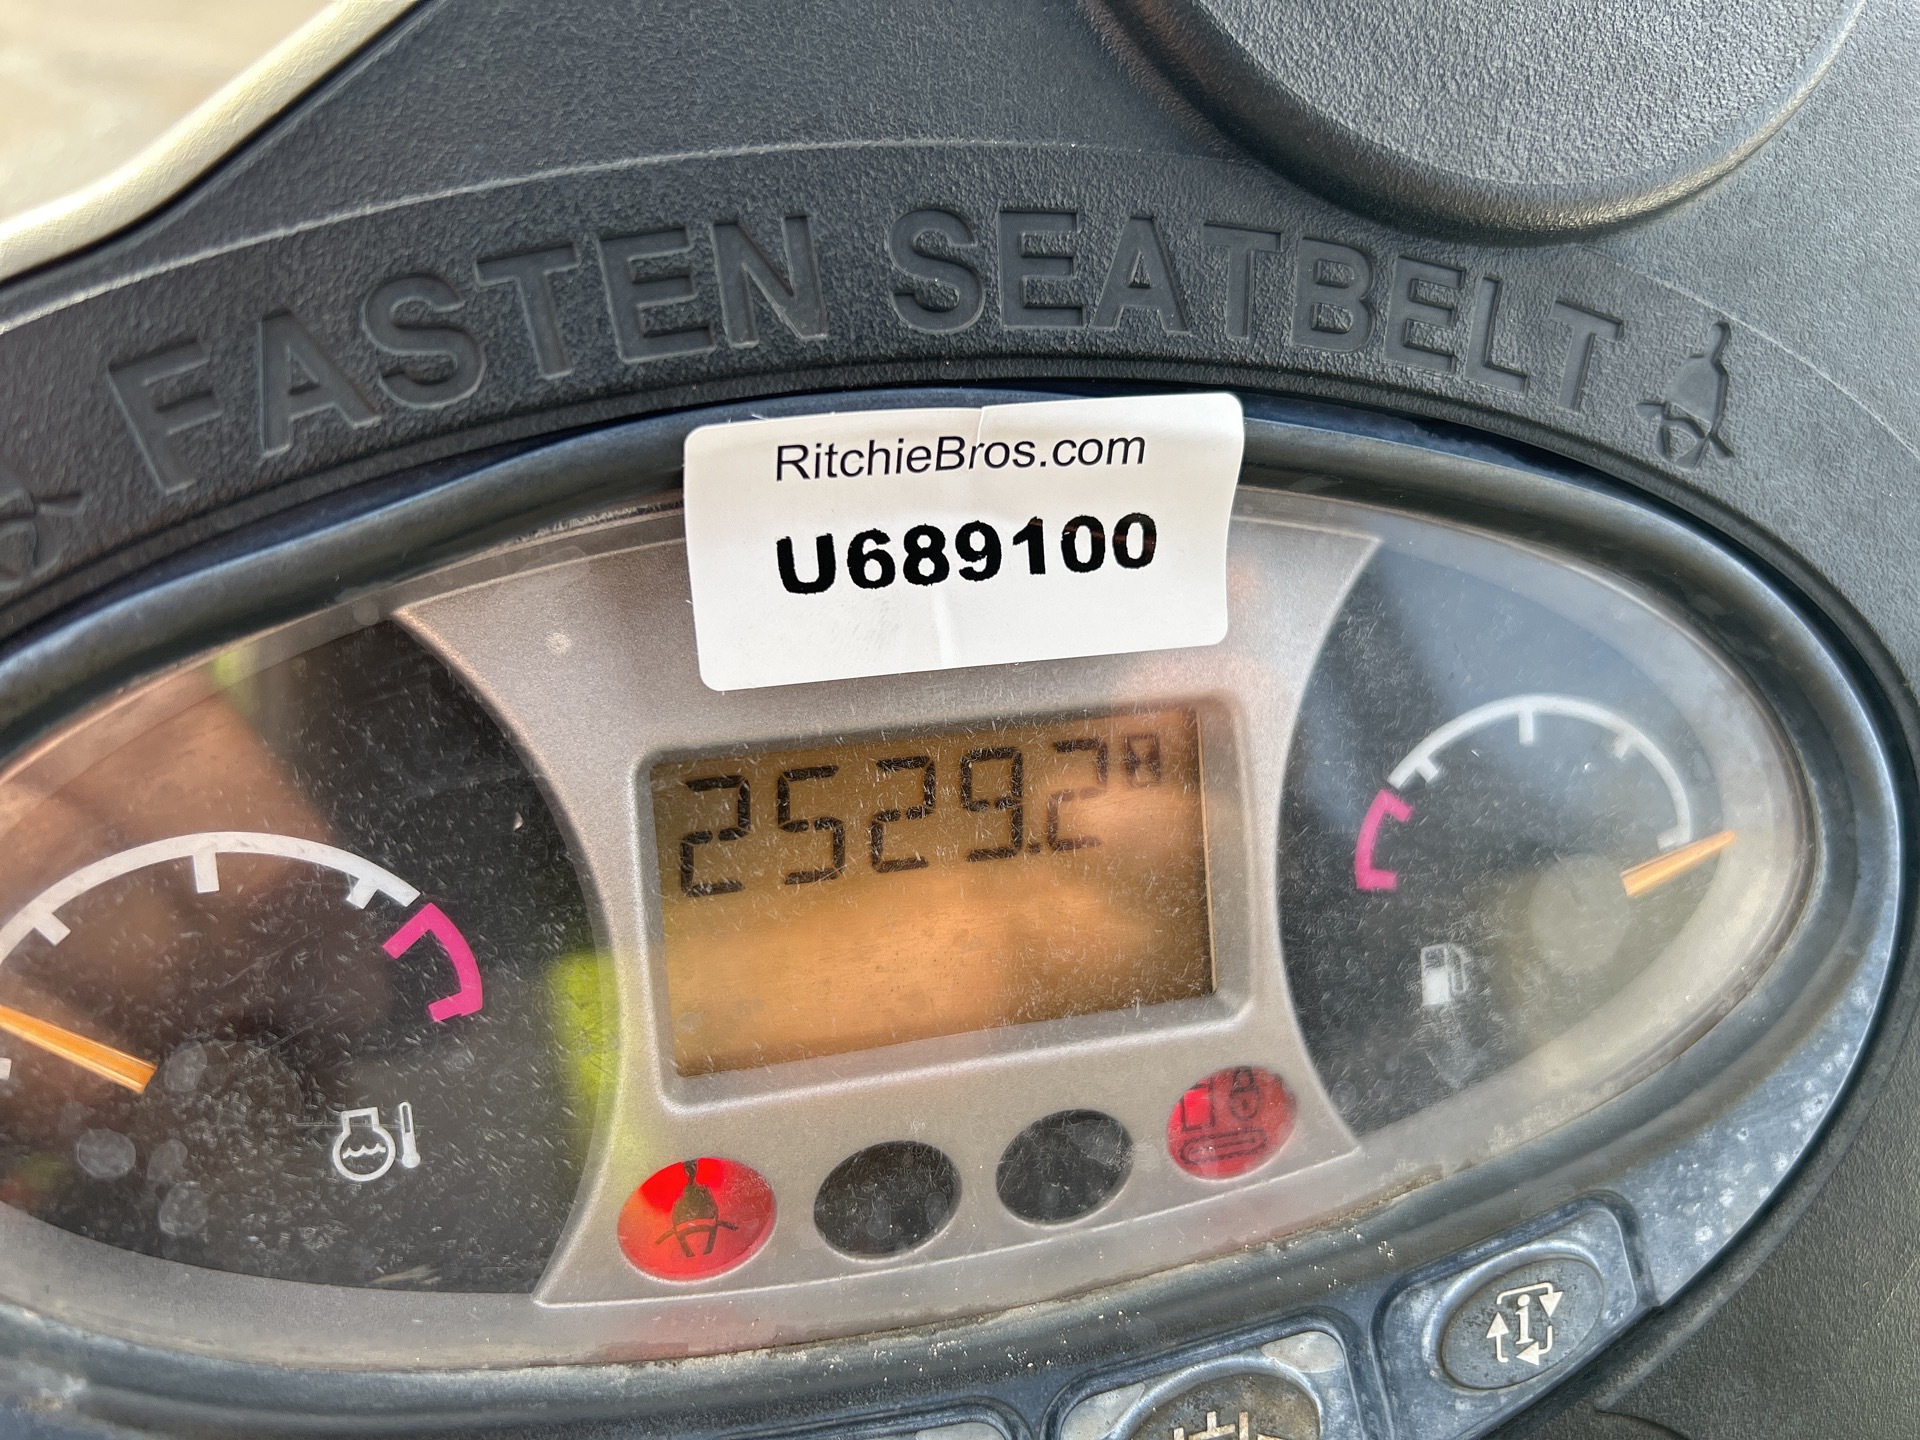 FASTEN SEATBELT
RitchieBros.com
U689100
2529.2